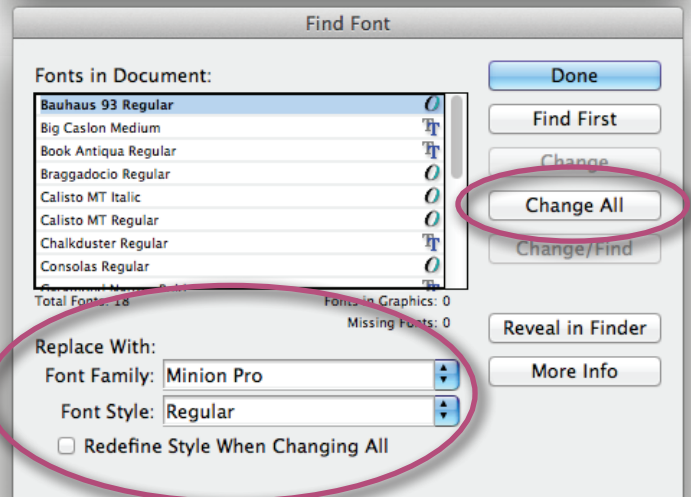 Find Font
Fonts in Document:
Bauhaus 93 Regular
Big Caslon Medium
Book Antiqua Regular
Braggadocio Regular
Calisto MT Italic
Calisto MT Regular
Chalkduster Regular
Consolas Regular
Total Fonts: 18 Fonts in Graphics: 0
Missing Fonts: 0
Replace With:
Font Family: Minion Pro
Font Style: Regular
Redefine Style When Changing All
Done
Find First
Change
Change All
Change/Find
Reveal in Finder
More Info